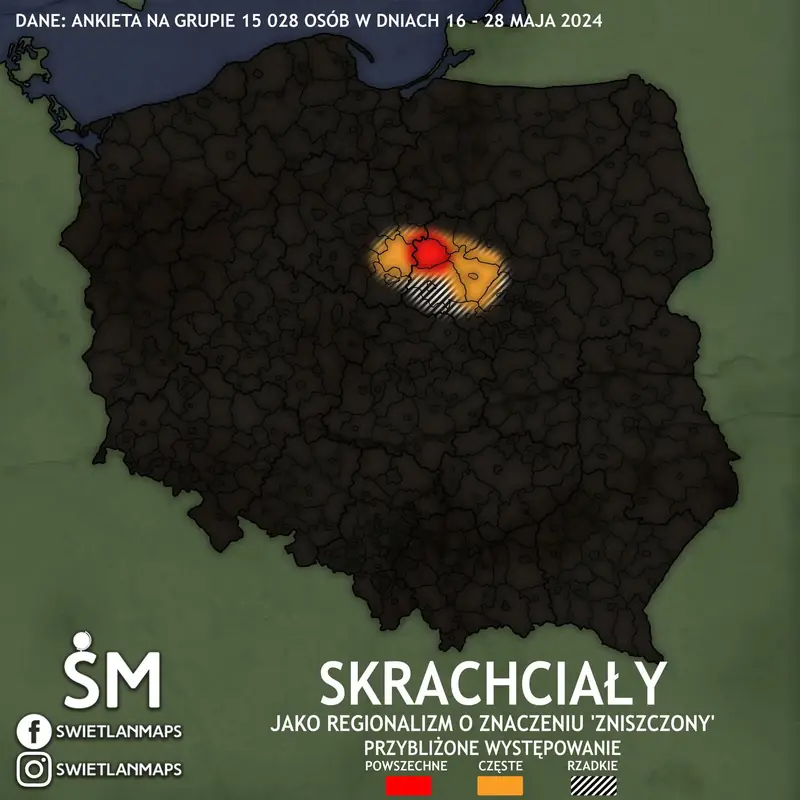 DANE: ANKIETA NA GRUPIE 15 028 OSÓB W DNIACH 16 - 28 MAJA 2024
ŚM
SWIETLANMAPS
SWIETLANMAPS
SKRACHCIAŁY
JAKO REGIONALIZM O ZNACZENIU 'ZNISZCZONY'
PRZYBLIŻONE WYSTĘPOWANIE
POWSZECHNE CZĘSTE RZADKIE